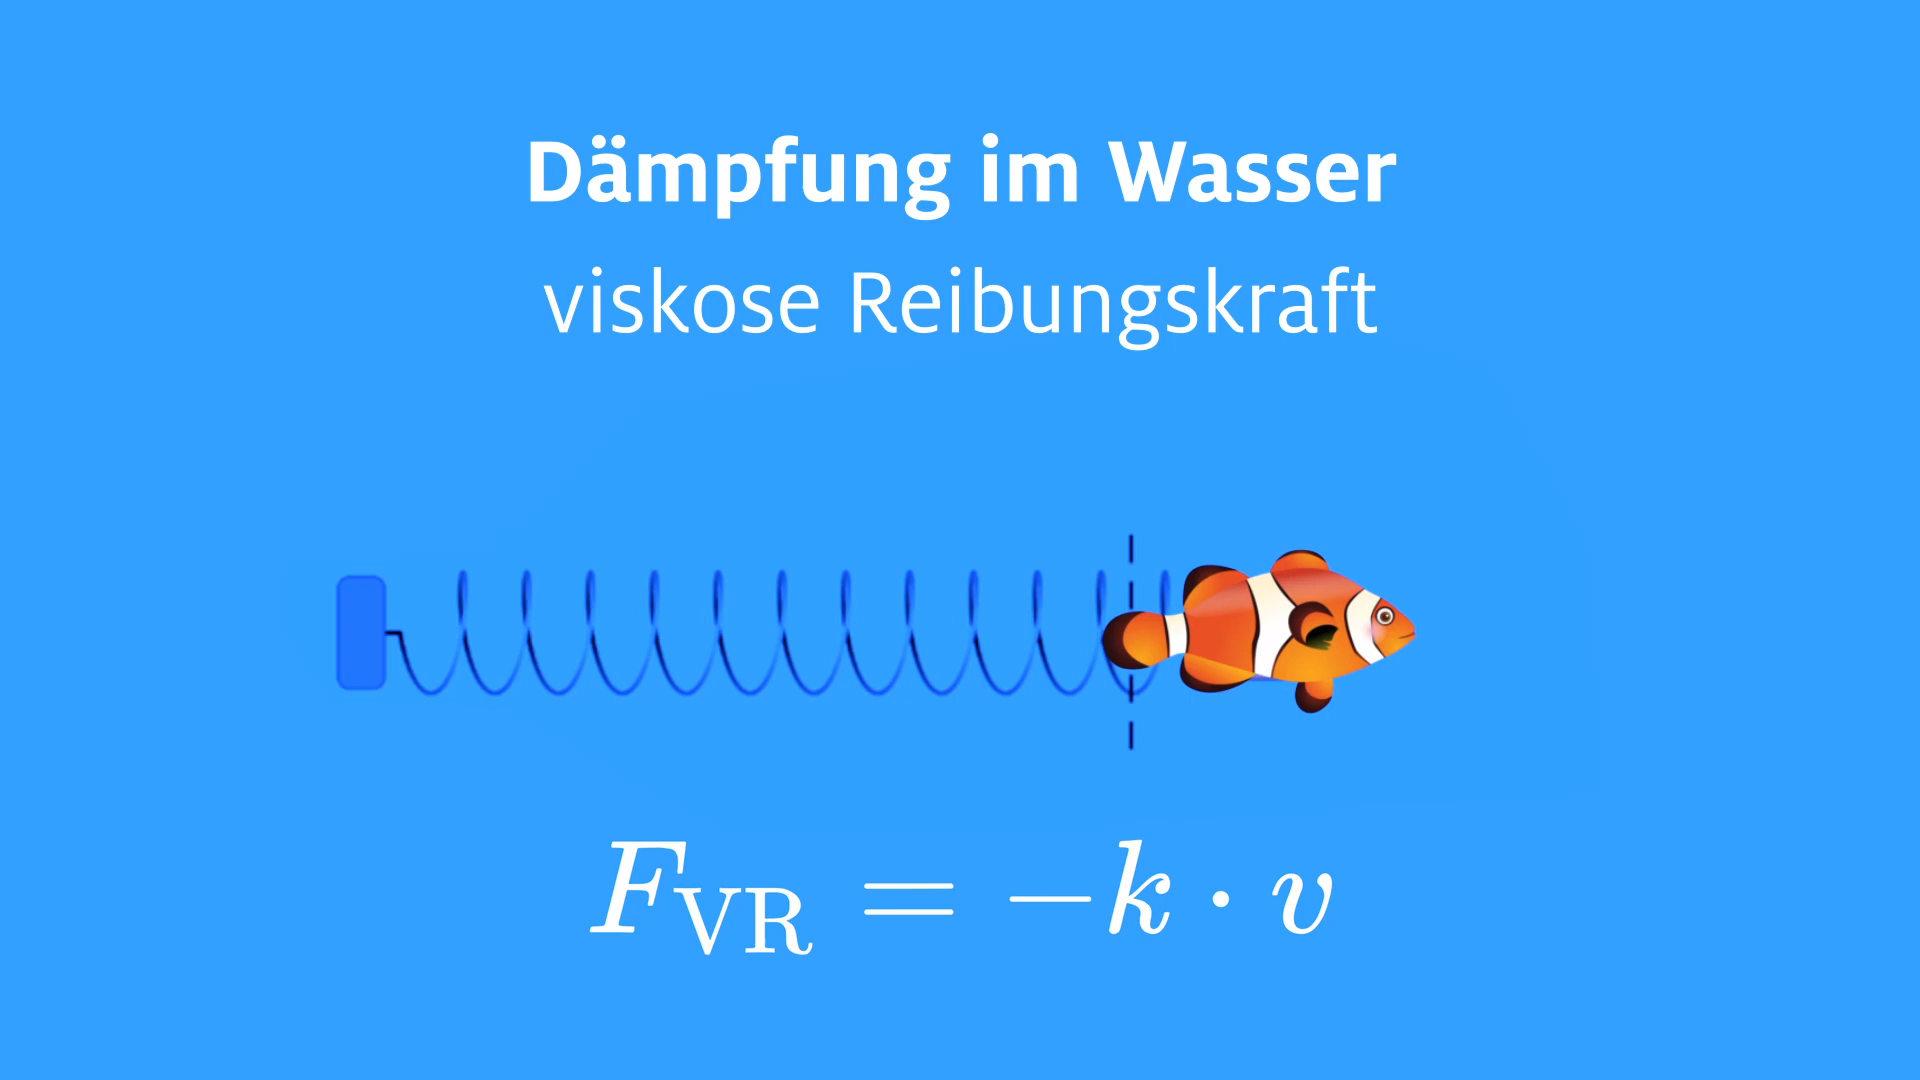 Dämpfung im Wasser
viskose Reibungskraft
F_VR = −k · v